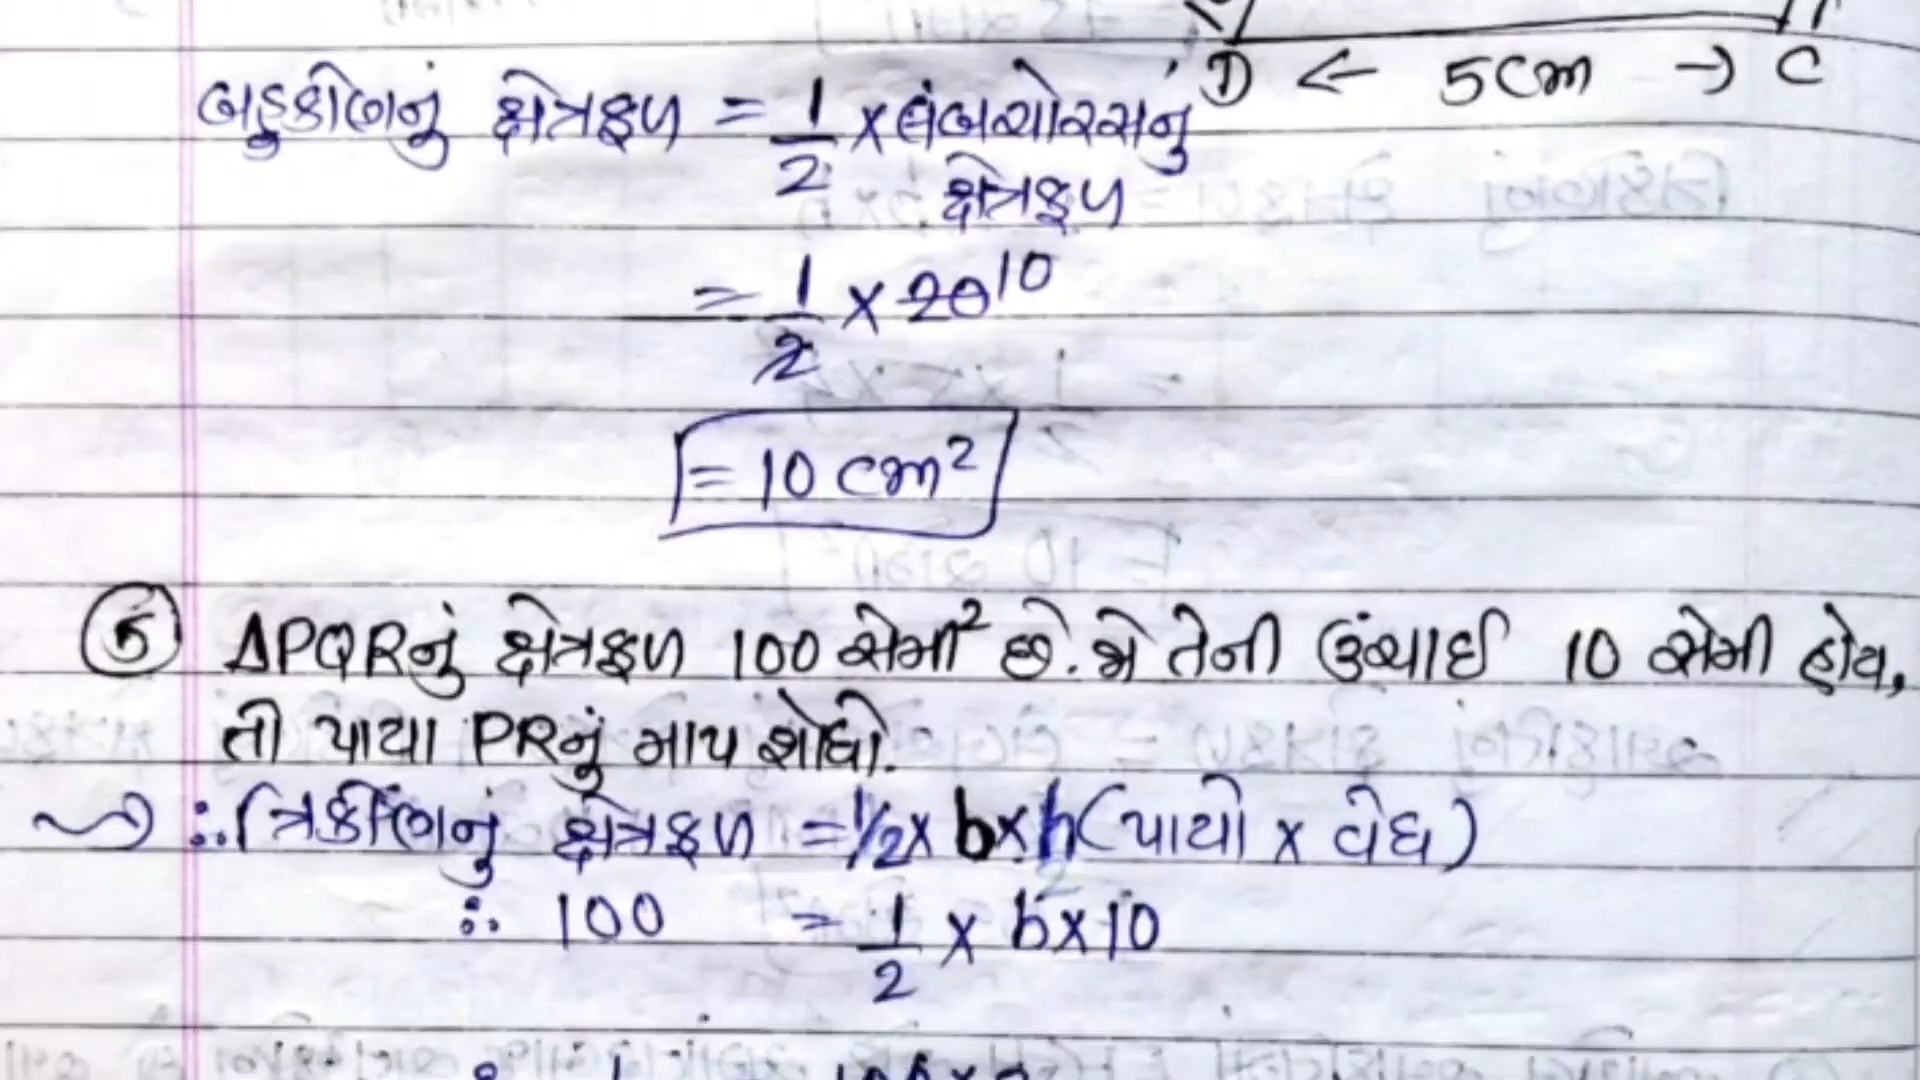 D ← 5cm → C
બહુકોણનું ક્ષેત્રફળ = 1/2 × લંબચોરસનું
ક્ષેત્રફળ
= 1/2 × 20 10
= 10 cm²
5 ΔPQRનું ક્ષેત્રફળ 100 સેમી² છે. જો તેની ઉંચાઈ 10 સેમી હોય,
તો પાયા PRનું માપ શોધો.
∴ ત્રિકોણનું ક્ષેત્રફળ = 1/2 × b × h (પાયો × વેધ)
∴ 100 = 1/2 × b × 10